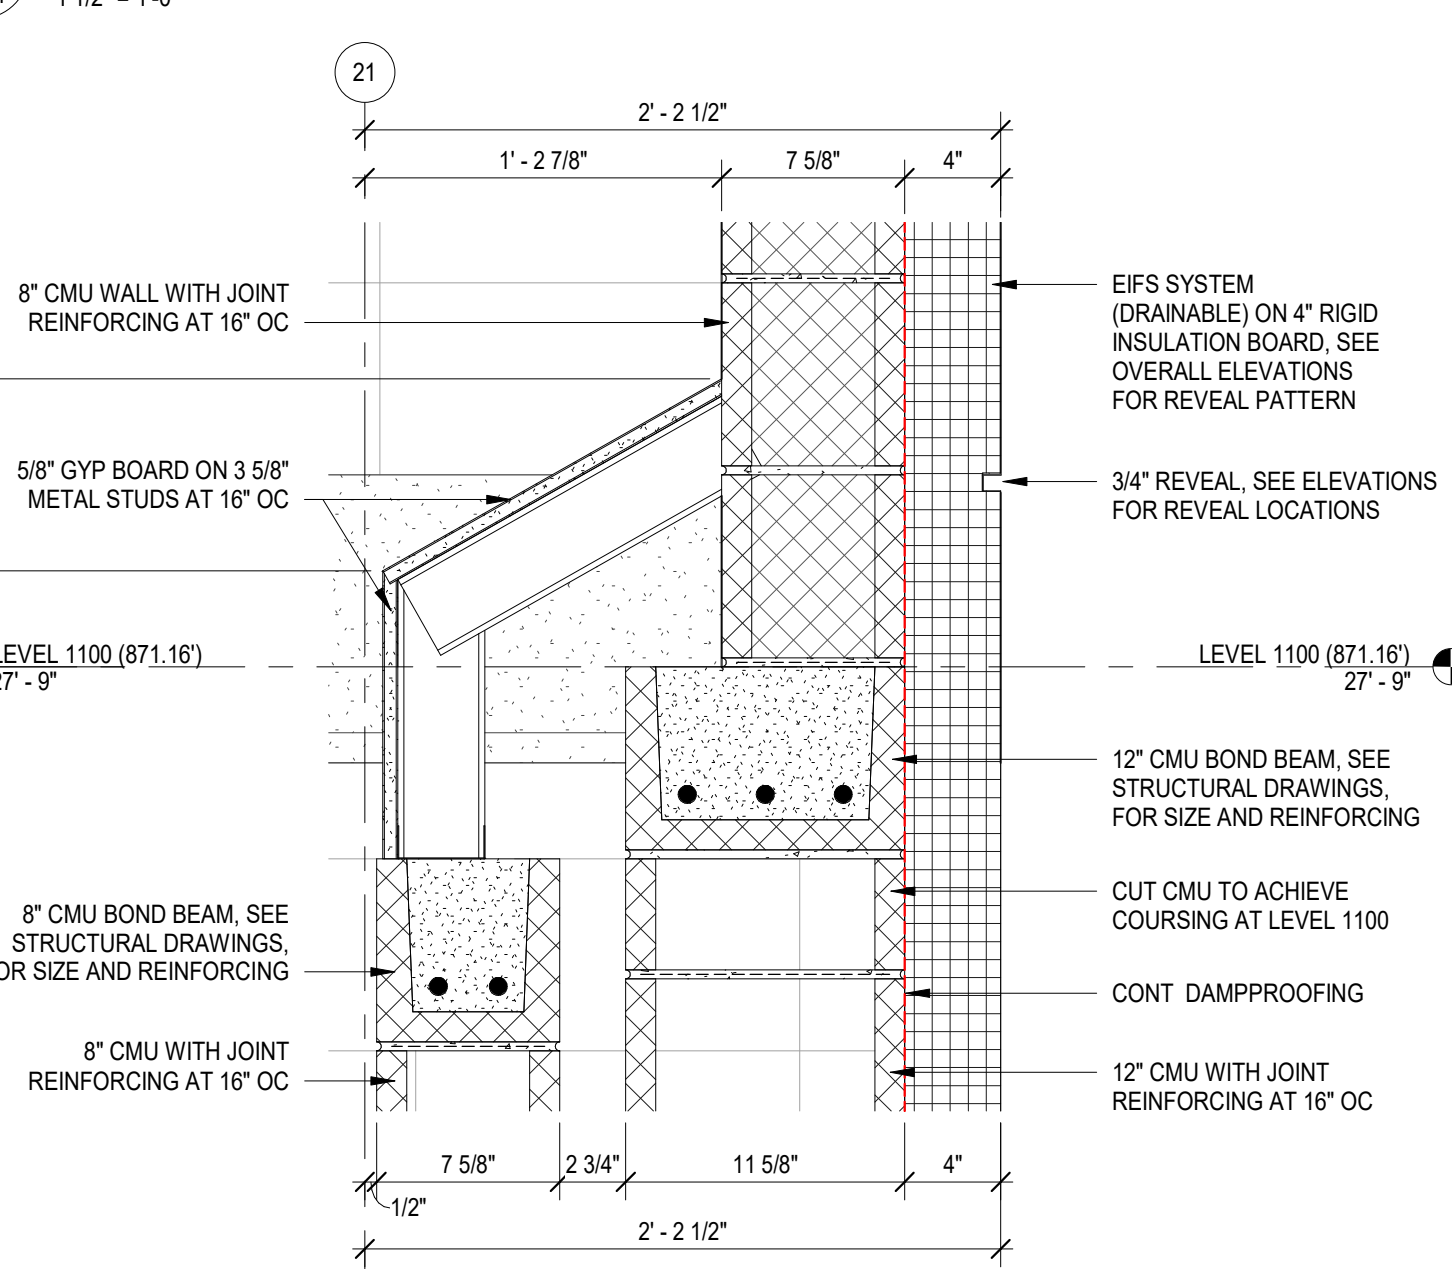 1 1/2" = 1'-0"
21
2' - 2 1/2"
1' - 2 7/8"
7 5/8"
4"
8" CMU WALL WITH JOINT
REINFORCING AT 16" OC
5/8" GYP BOARD ON 3 5/8"
METAL STUDS AT 16" OC
LEVEL 1100 (871.16')
27' - 9"
8" CMU BOND BEAM, SEE
STRUCTURAL DRAWINGS,
FOR SIZE AND REINFORCING
8" CMU WITH JOINT
REINFORCING AT 16" OC
EIFS SYSTEM
(DRAINABLE) ON 4" RIGID
INSULATION BOARD, SEE
OVERALL ELEVATIONS
FOR REVEAL PATTERN
3/4" REVEAL, SEE ELEVATIONS
FOR REVEAL LOCATIONS
LEVEL 1100 (871.16')
27' - 9"
12" CMU BOND BEAM, SEE
STRUCTURAL DRAWINGS,
FOR SIZE AND REINFORCING
CUT CMU TO ACHIEVE
COURSING AT LEVEL 1100
CONT DAMPPROOFING
12" CMU WITH JOINT
REINFORCING AT 16" OC
7 5/8"
2 3/4"
11 5/8"
4"
1/2"
2' - 2 1/2"